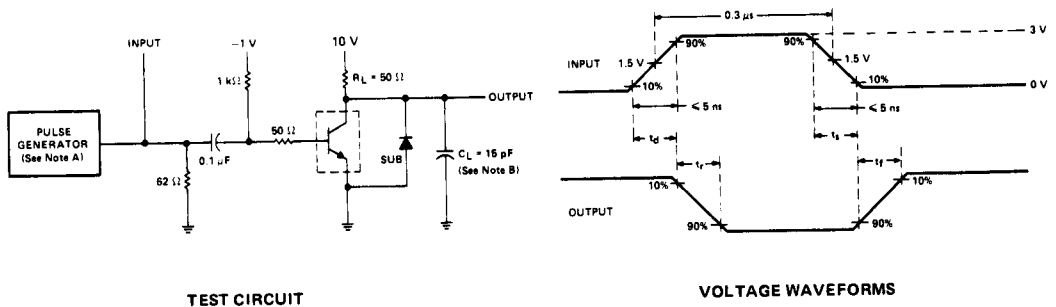 INPUT
−1 V
10 V
1 kΩ
RL = 50 Ω
OUTPUT
PULSE
GENERATOR
(See Note A)
0.1 μF
50 Ω
62 Ω
SUB
CL = 15 pF
(See Note B)
TEST CIRCUIT
0.3 μs
3 V
90%
90%
INPUT
1.5 V
1.5 V
10%
10%
0 V
≤ 5 ns
≤ 5 ns
td
ts
tr
tf
10%
10%
OUTPUT
90%
90%
VOLTAGE WAVEFORMS